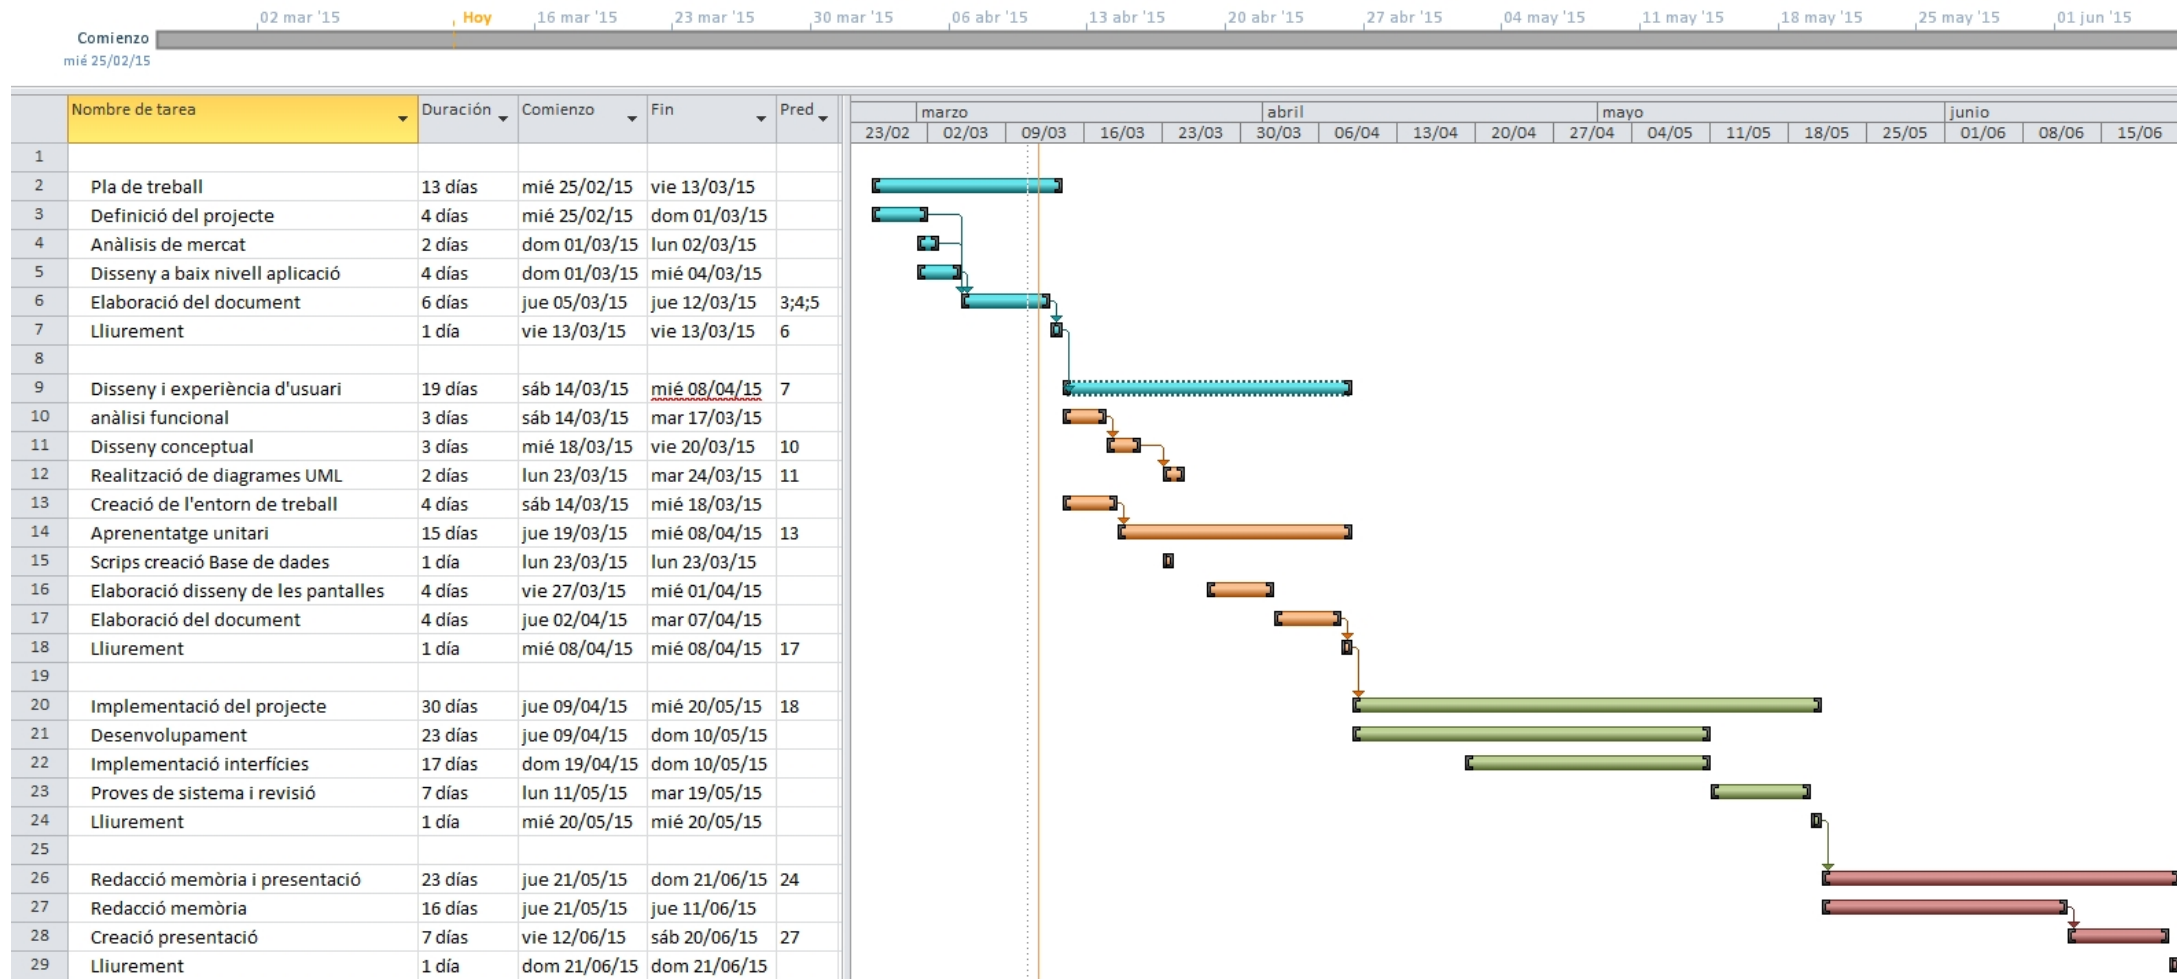 02 mar '15 Hoy 16 mar '15 23 mar '15 30 mar '15 06 abr '15 13 abr '15 20 abr '15 27 abr '15 04 may '15 11 may '15 18 may '15 25 may '15 01 jun '15
Comienzo
mié 25/02/15
Nombre de tarea Duración Comienzo Fin Pred marzo abril mayo junio
23/02 02/03 09/03 16/03 23/03 30/03 06/04 13/04 20/04 27/04 04/05 11/05 18/05 25/05 01/06 08/06 15/06
1
2 Pla de treball 13 días mié 25/02/15 vie 13/03/15
3 Definició del projecte 4 días mié 25/02/15 dom 01/03/15
4 Anàlisis de mercat 2 días dom 01/03/15 lun 02/03/15
5 Disseny a baix nivell aplicació 4 días dom 01/03/15 mié 04/03/15
6 Elaboració del document 6 días jue 05/03/15 jue 12/03/15 3;4;5
7 Lliurement 1 día vie 13/03/15 vie 13/03/15 6
8
9 Disseny i experiència d'usuari 19 días sáb 14/03/15 mié 08/04/15 7
10 anàlisi funcional 3 días sáb 14/03/15 mar 17/03/15
11 Disseny conceptual 3 días mié 18/03/15 vie 20/03/15 10
12 Realització de diagrames UML 2 días lun 23/03/15 mar 24/03/15 11
13 Creació de l'entorn de treball 4 días sáb 14/03/15 mié 18/03/15
14 Aprenentatge unitari 15 días jue 19/03/15 mié 08/04/15 13
15 Scrips creació Base de dades 1 día lun 23/03/15 lun 23/03/15
16 Elaboració disseny de les pantalles 4 días vie 27/03/15 mié 01/04/15
17 Elaboració del document 4 días jue 02/04/15 mar 07/04/15
18 Lliurement 1 día mié 08/04/15 mié 08/04/15 17
19
20 Implementació del projecte 30 días jue 09/04/15 mié 20/05/15 18
21 Desenvolupament 23 días jue 09/04/15 dom 10/05/15
22 Implementació interfícies 17 días dom 19/04/15 dom 10/05/15
23 Proves de sistema i revisió 7 días lun 11/05/15 mar 19/05/15
24 Lliurement 1 día mié 20/05/15 mié 20/05/15
25
26 Redacció memòria i presentació 23 días jue 21/05/15 dom 21/06/15 24
27 Redacció memòria 16 días jue 21/05/15 jue 11/06/15
28 Creació presentació 7 días vie 12/06/15 sáb 20/06/15 27
29 Lliurement 1 día dom 21/06/15 dom 21/06/15